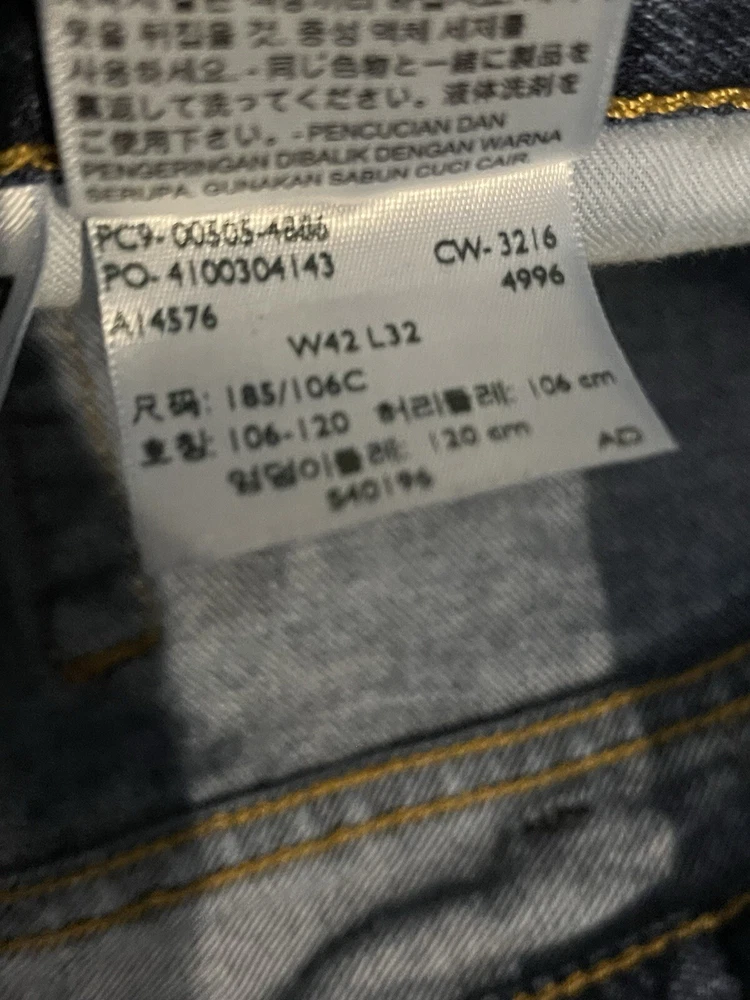 옷을 뒤집을 것. 중성 액체 세제를
사용하세요. - 同じ色物と一緒に製品を
裏返して洗ってください。液体洗剤を
ご使用下さい。 - PENCUCIAN DAN
PENGERINGAN DIBALIK DENGAN WARNA
SERUPA. GUNAKAN SABUN CUCI CAIR.
PC9-00505-4886
PO-4100304143 CW-3216
A14576 4996
W42 L32
尺码: 185/106C
호칭: 106-120 허리둘레: 106 cm
엉덩이둘레: 120 cm AD
S40196